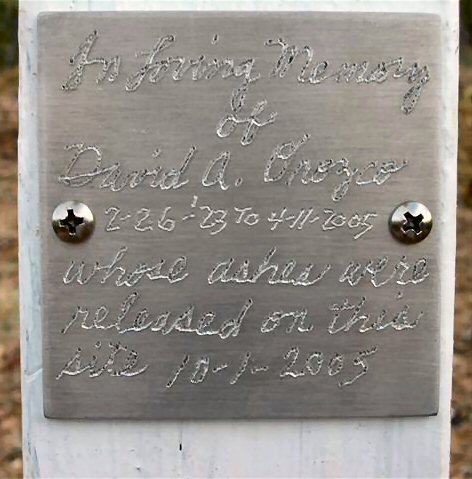 In Loving Memory
of
David A. Orozco
2-26-'23 TO 4-11-2005
whose ashes were
released on this
site 10-1-2005